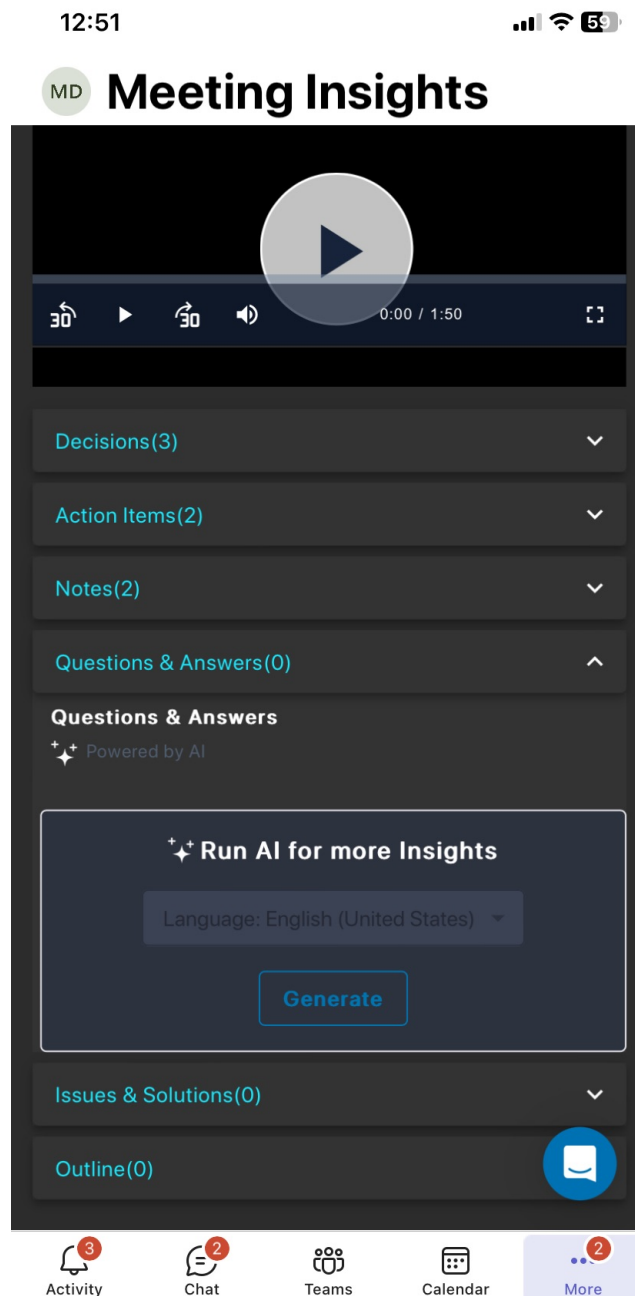 12:51
59
MD Meeting Insights
30 30 0:00 / 1:50
Decisions(3)
Action Items(2)
Notes(2)
Questions & Answers(0)
Questions & Answers
Powered by AI
Run AI for more Insights
Language: English (United States)
Generate
Issues & Solutions(0)
Outline(0)
3 2 2
Activity Chat Teams Calendar More